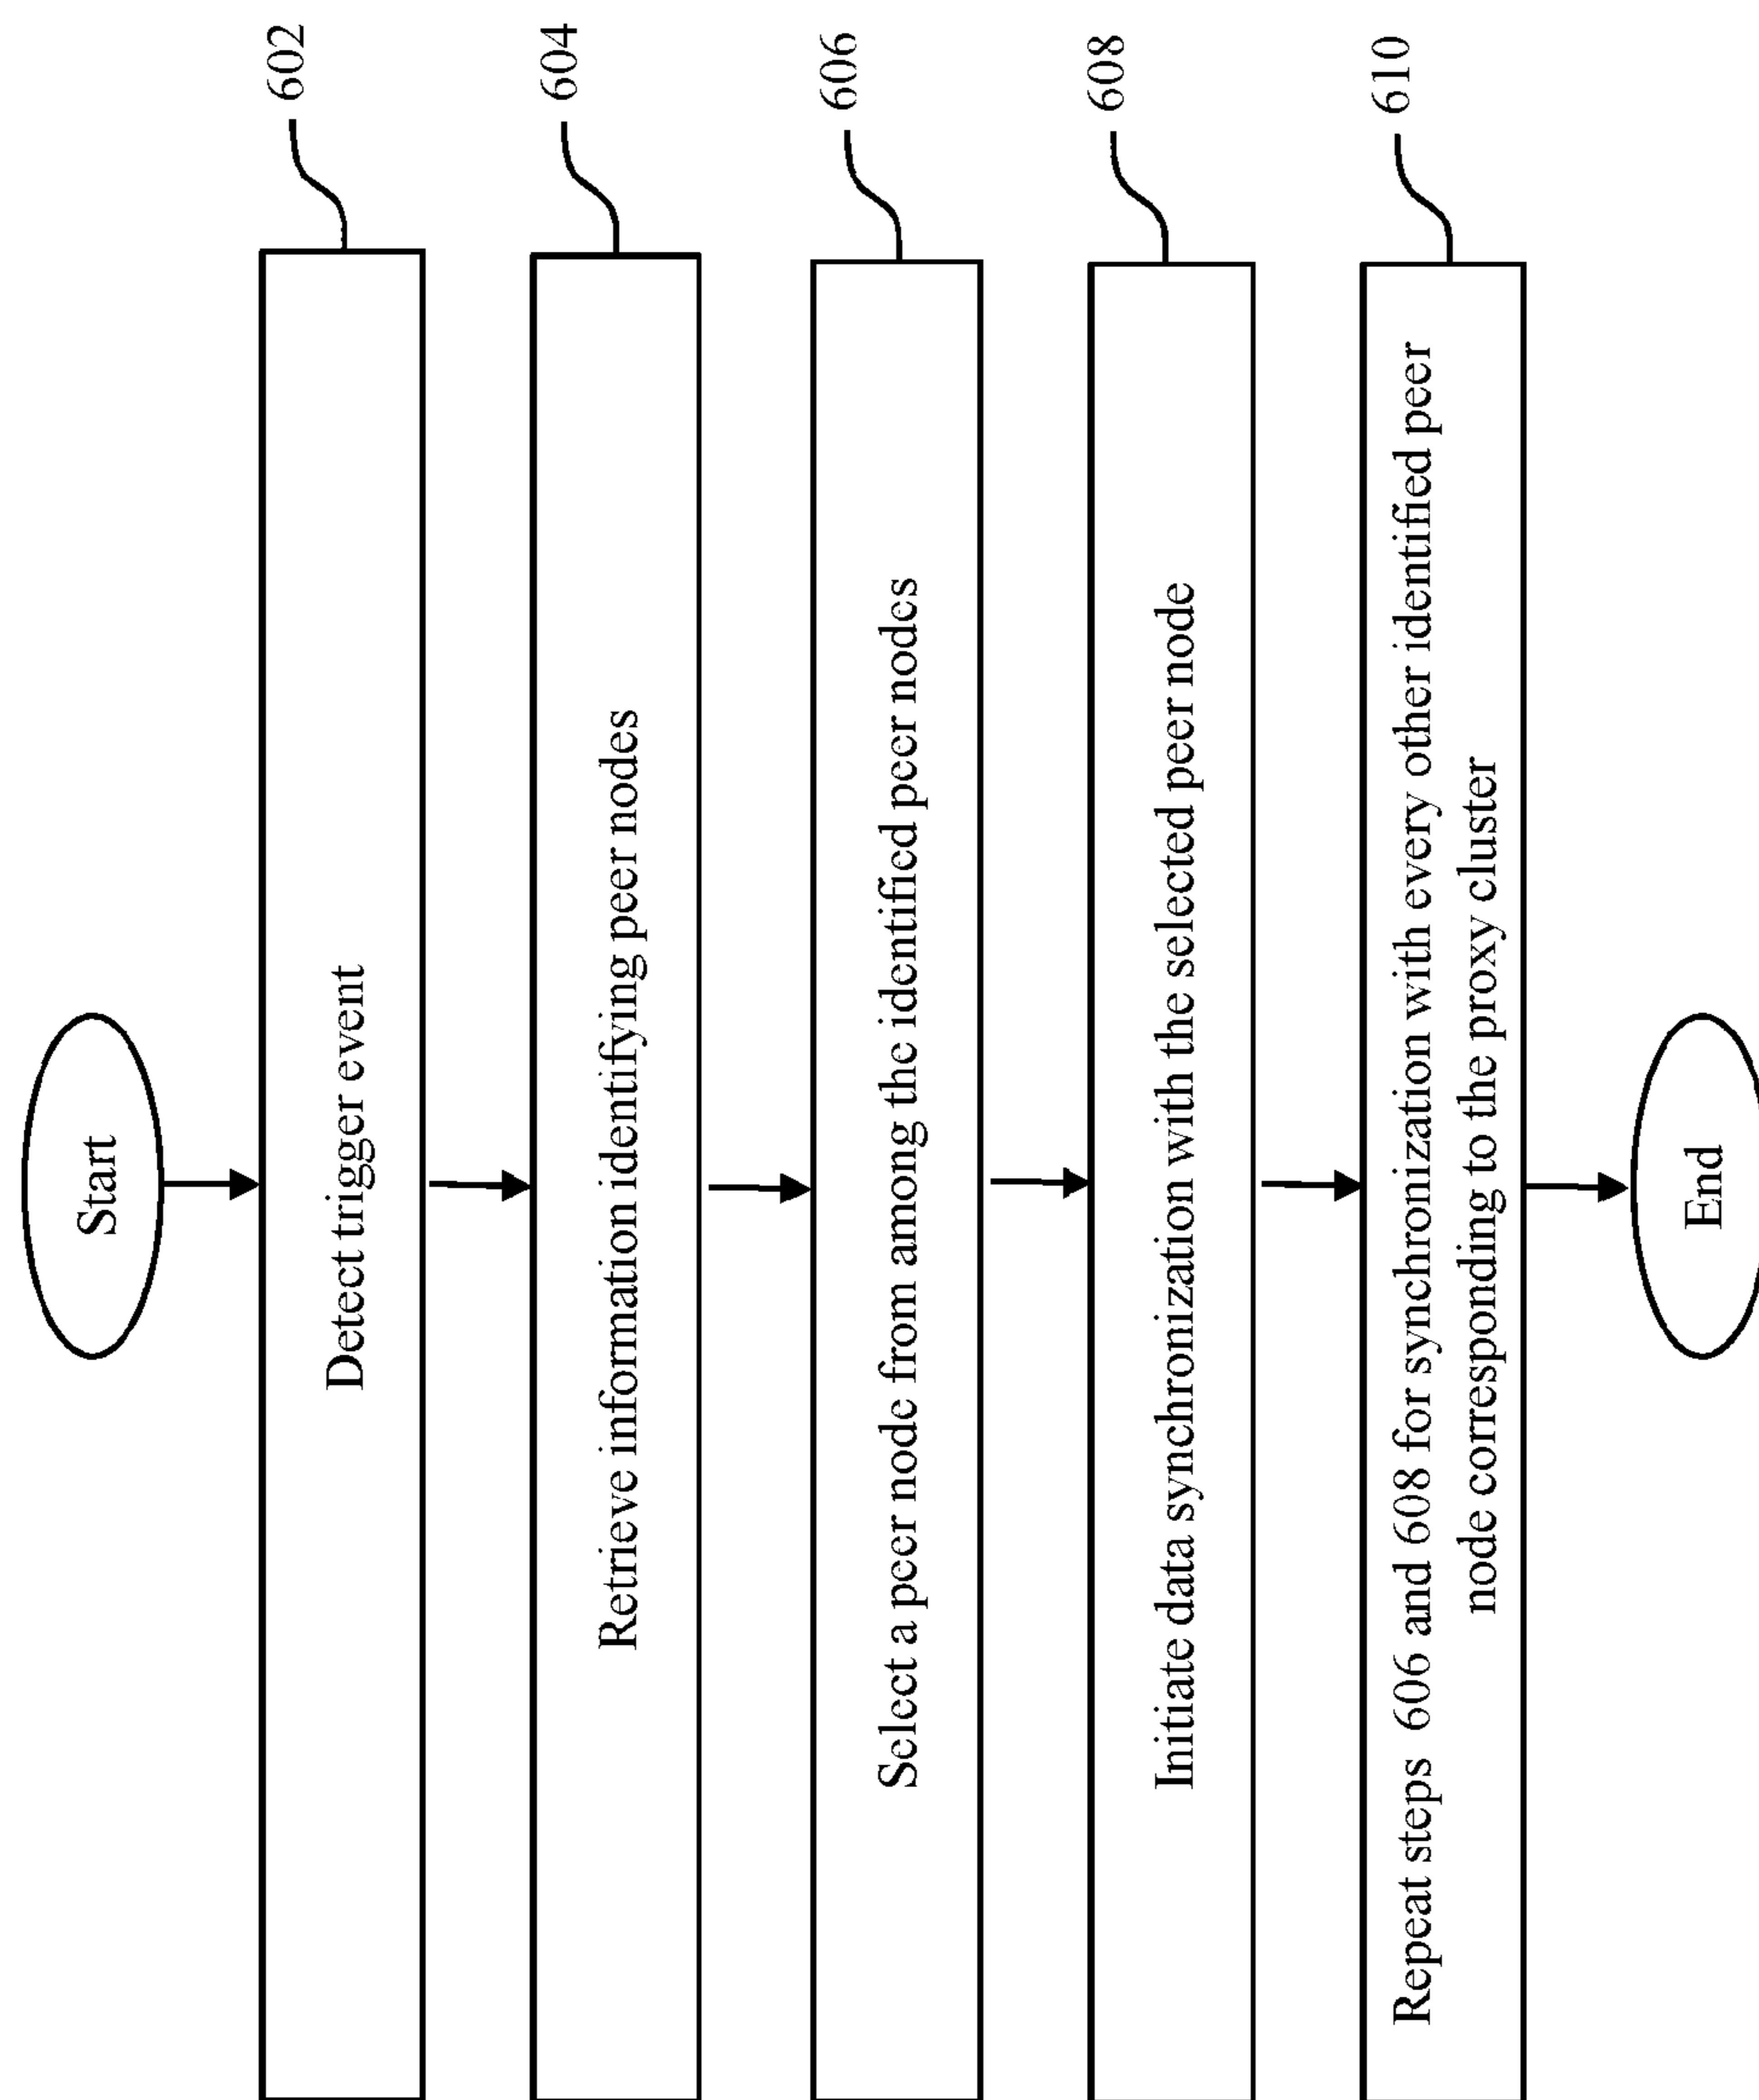 Start
Detect trigger event
602
Retrieve information identifying peer nodes
604
Select a peer node from among the identified peer nodes
606
Initiate data synchronization with the selected peer node
608
Repeat steps 606 and 608 for synchronization with every other identified peer
node corresponding to the proxy cluster
610
End